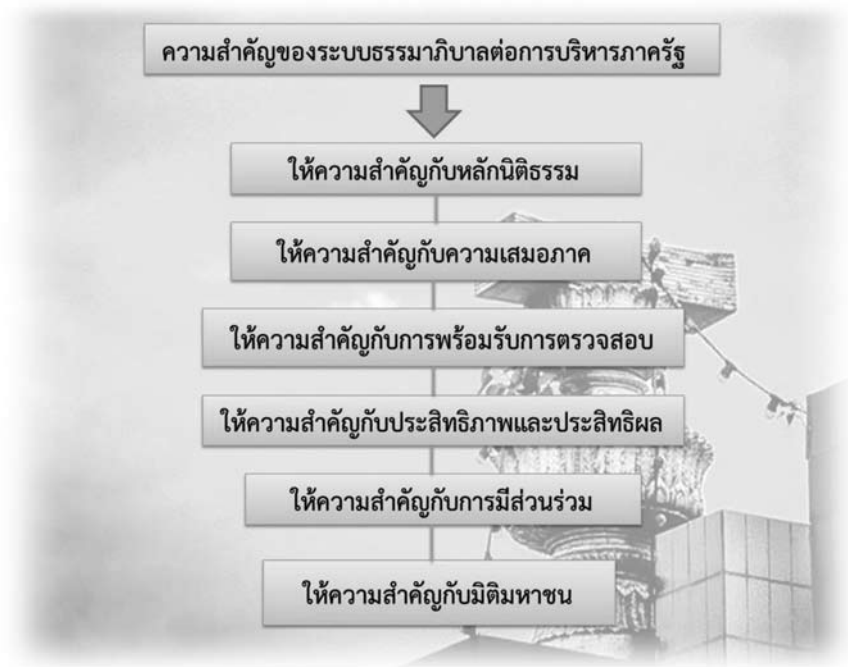 ความสำคัญของระบบธรรมาภิบาลต่อการบริหารภาครัฐ
ให้ความสำคัญกับหลักนิติธรรม
ให้ความสำคัญกับความเสมอภาค
ให้ความสำคัญกับการพร้อมรับการตรวจสอบ
ให้ความสำคัญกับประสิทธิภาพและประสิทธิผล
ให้ความสำคัญกับการมีส่วนร่วม
ให้ความสำคัญกับมิติมหาชน